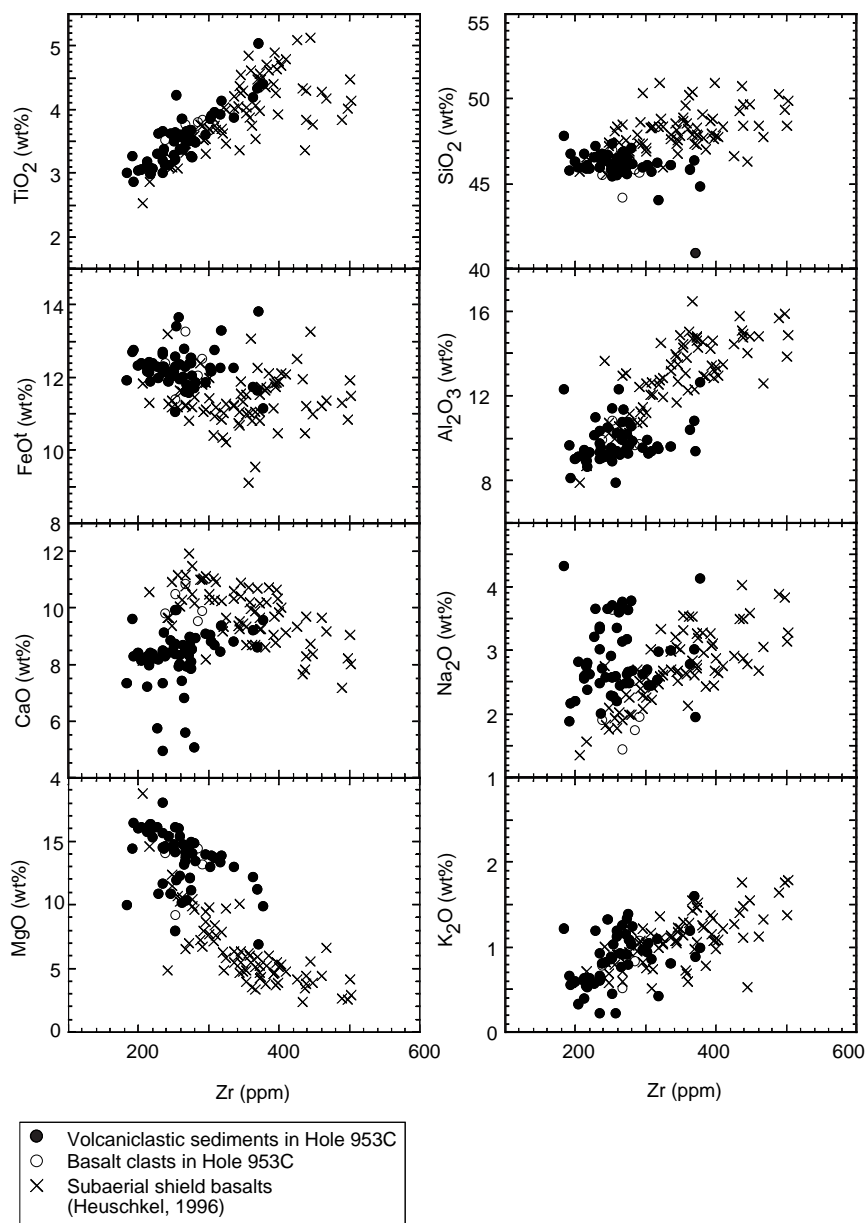 5
4
3
2
TiO2 (wt%)
55
50
45
40
SiO2 (wt%)
14
12
10
8
FeOt (wt%)
16
14
12
10
8
Al2O3 (wt%)
12
10
8
6
4
CaO (wt%)
4
3
2
1
Na2O (wt%)
15
10
5
0
MgO (wt%)
2
1
0
K2O (wt%)
200 400 600
200 400 600
Zr (ppm)
Zr (ppm)
Volcaniclastic sediments in Hole 953C
Basalt clasts in Hole 953C
Subaerial shield basalts
(Heuschkel, 1996)